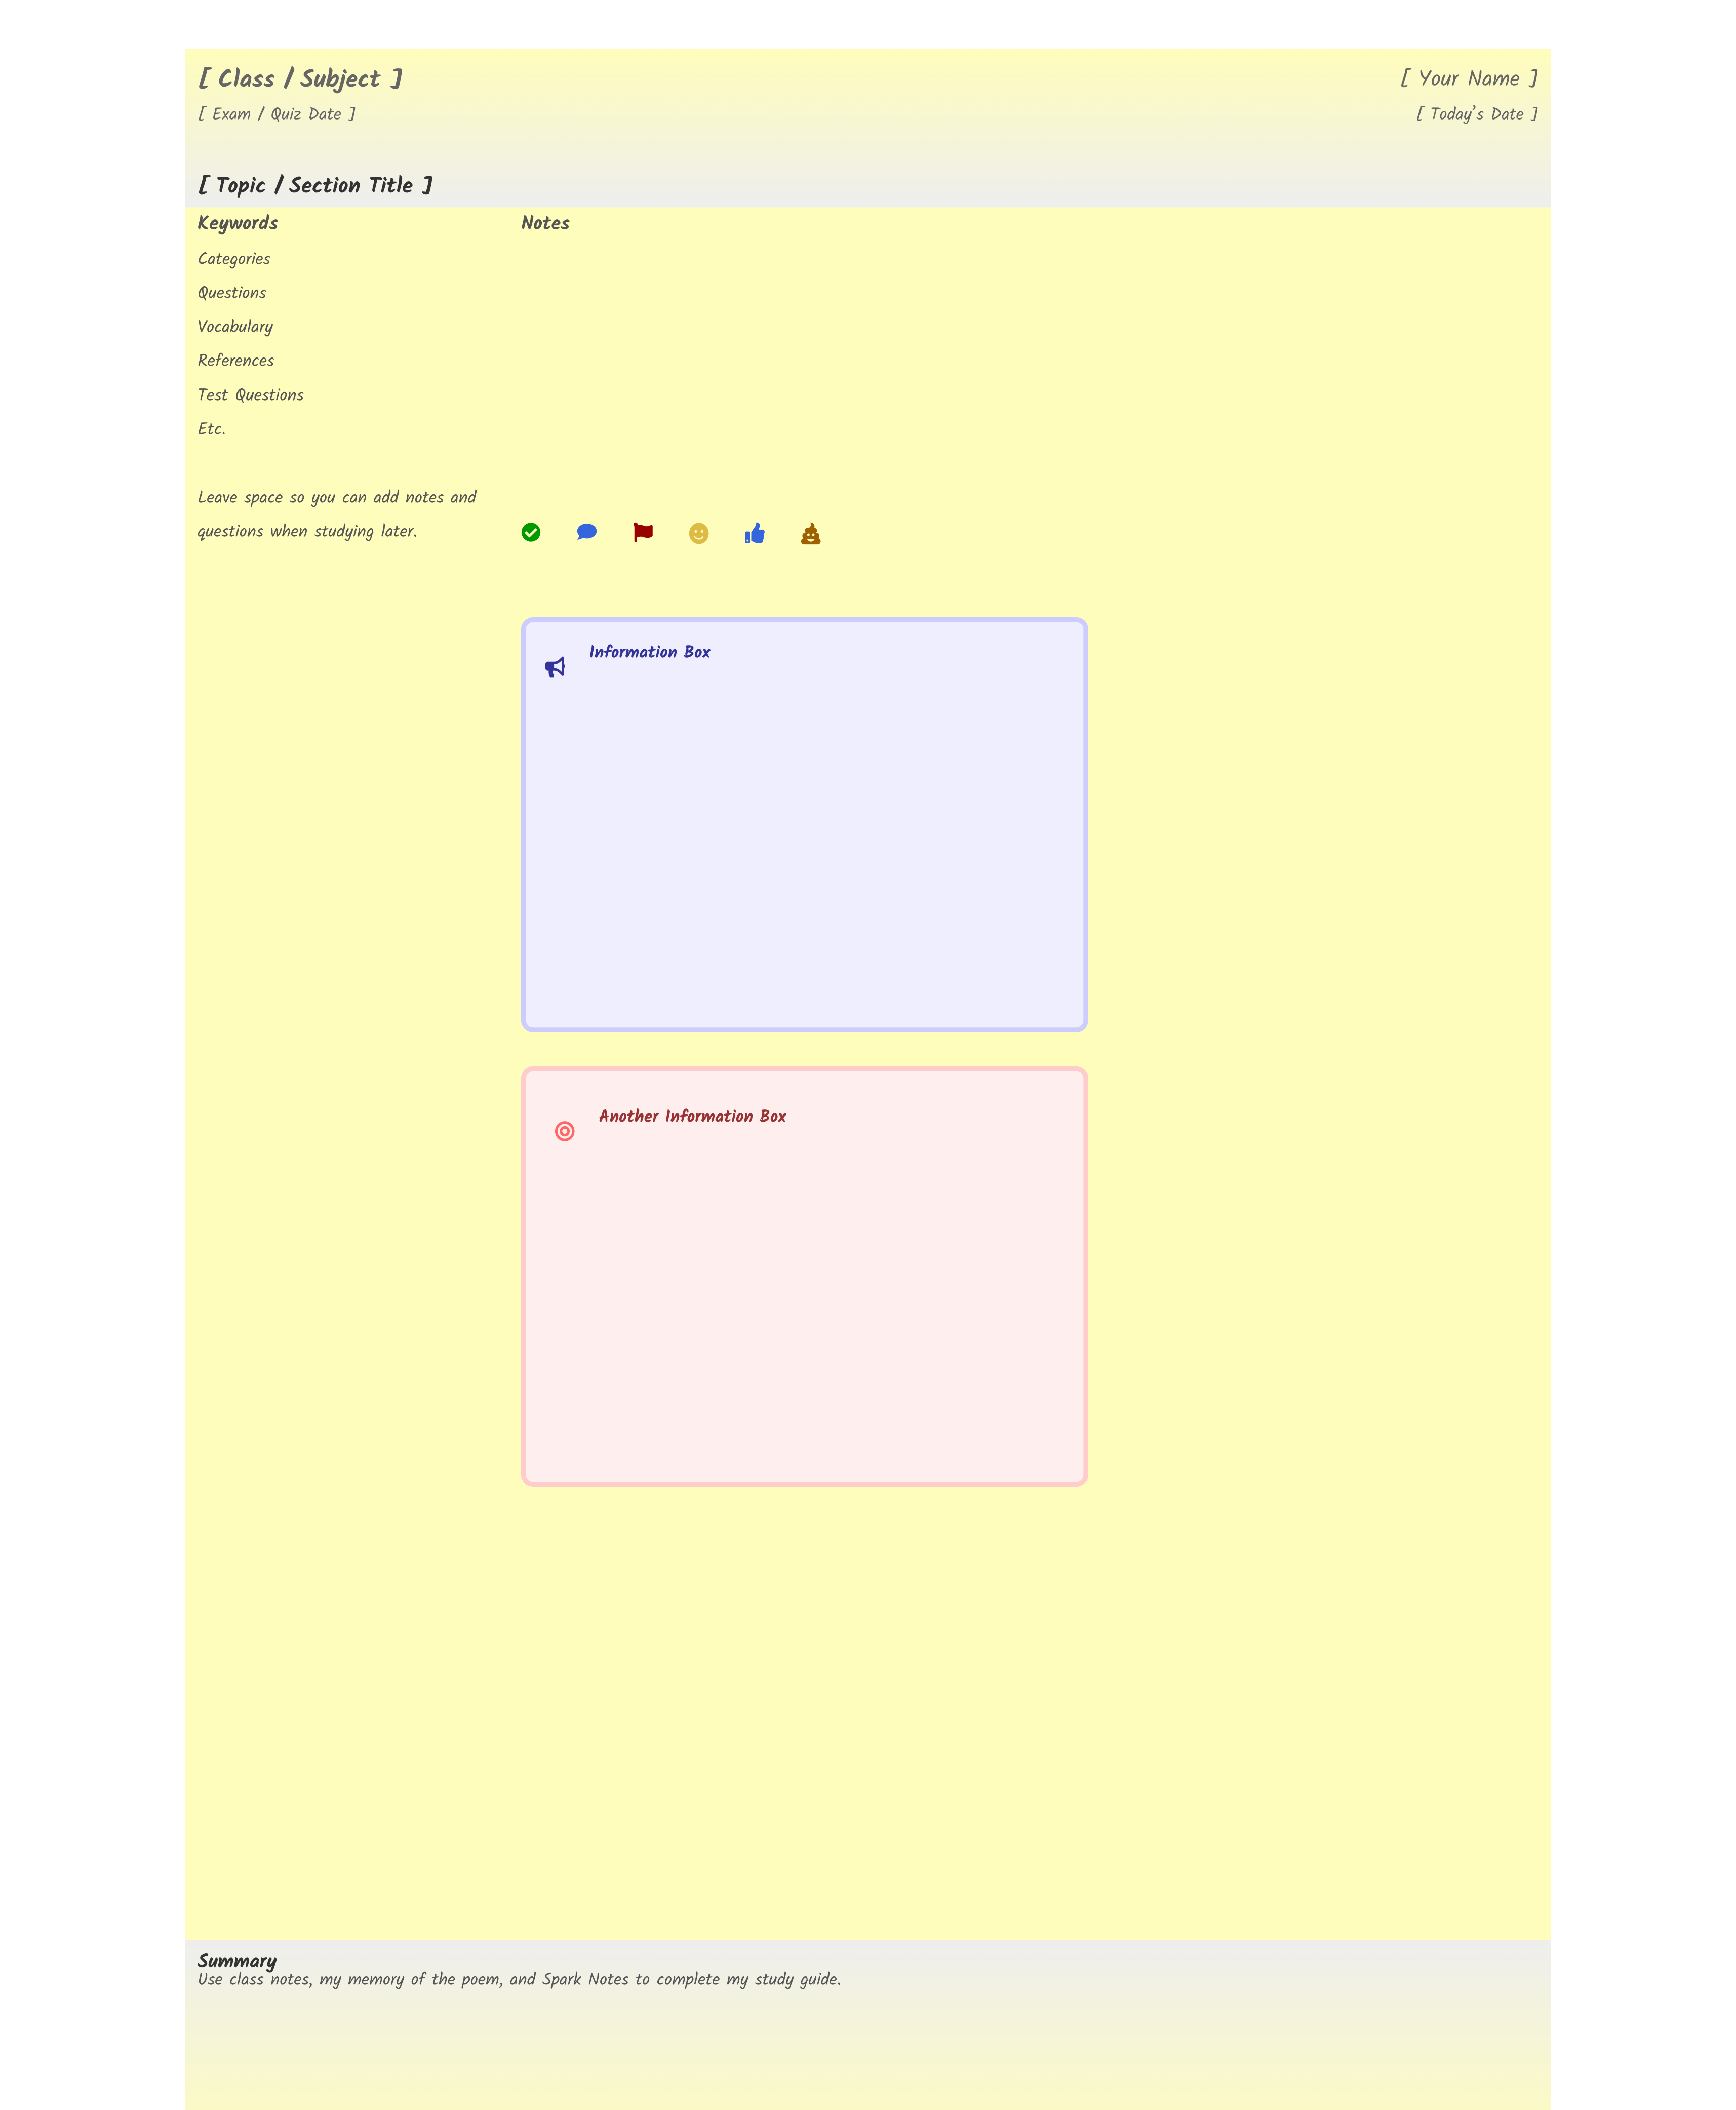 [ Class / Subject ]
[ Your Name ]
[ Exam / Quiz Date ]
[ Today's Date ]
[ Topic / Section Title ]
Keywords
Notes
Categories
Questions
Vocabulary
References
Test Questions
Etc.
Leave space so you can add notes and
questions when studying later.
Information Box
Another Information Box
Summary
Use class notes, my memory of the poem, and Spark Notes to complete my study guide.